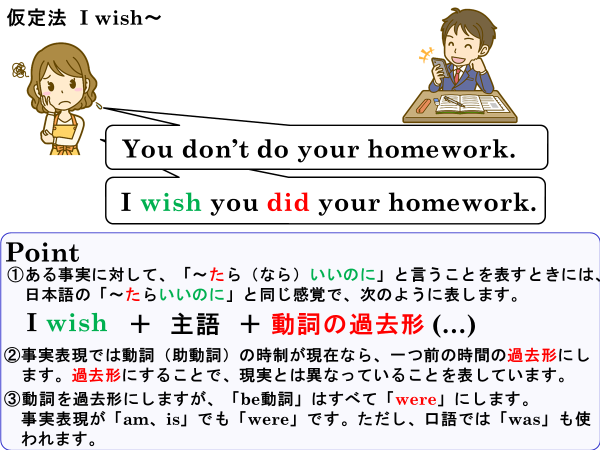 仮定法 I wish～
You don't do your homework.
I wish you did your homework.
Point
①ある事実に対して、「～たら（なら）いいのに」と言うことを表すときには、
日本語の「～たらいいのに」と同じ感覚で、次のように表します。
I wish ＋ 主語 ＋ 動詞の過去形 (…)
②事実表現では動詞（助動詞）の時制が現在なら、一つ前の時間の過去形にし
ます。過去形にすることで、現実とは異なっていることを表しています。
③動詞を過去形にしますが、「be動詞」はすべて「were」にします。
事実表現が「am、is」でも「were」です。ただし、口語では「was」も使
われます。